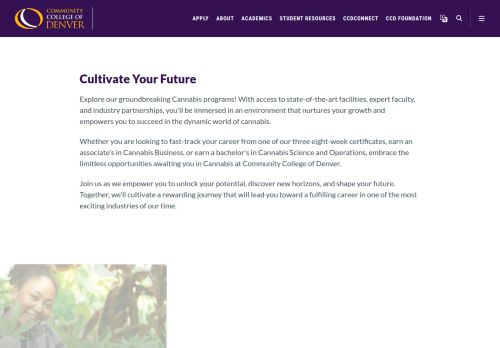 COMMUNITY
COLLEGE OF
DENVER
APPLY ABOUT ACADEMICS STUDENT RESOURCES CCDCONNECT CCD FOUNDATION
Cultivate Your Future
Explore our groundbreaking Cannabis programs! With access to state-of-the-art facilities, expert faculty,
and industry partnerships, you'll be immersed in an environment that nurtures your growth and
empowers you to succeed in the dynamic world of cannabis.
Whether you are looking to fast-track your career from one of our three eight-week certificates, earn an
associate's in Cannabis Business, or earn a bachelor's in Cannabis Science and Operations, embrace the
limitless opportunities awaiting you in Cannabis at Community College of Denver.
Join us as we empower you to unlock your potential, discover new horizons, and shape your future.
Together, we'll cultivate a rewarding journey that will lead you toward a fulfilling career in one of the most
exciting industries of our time.